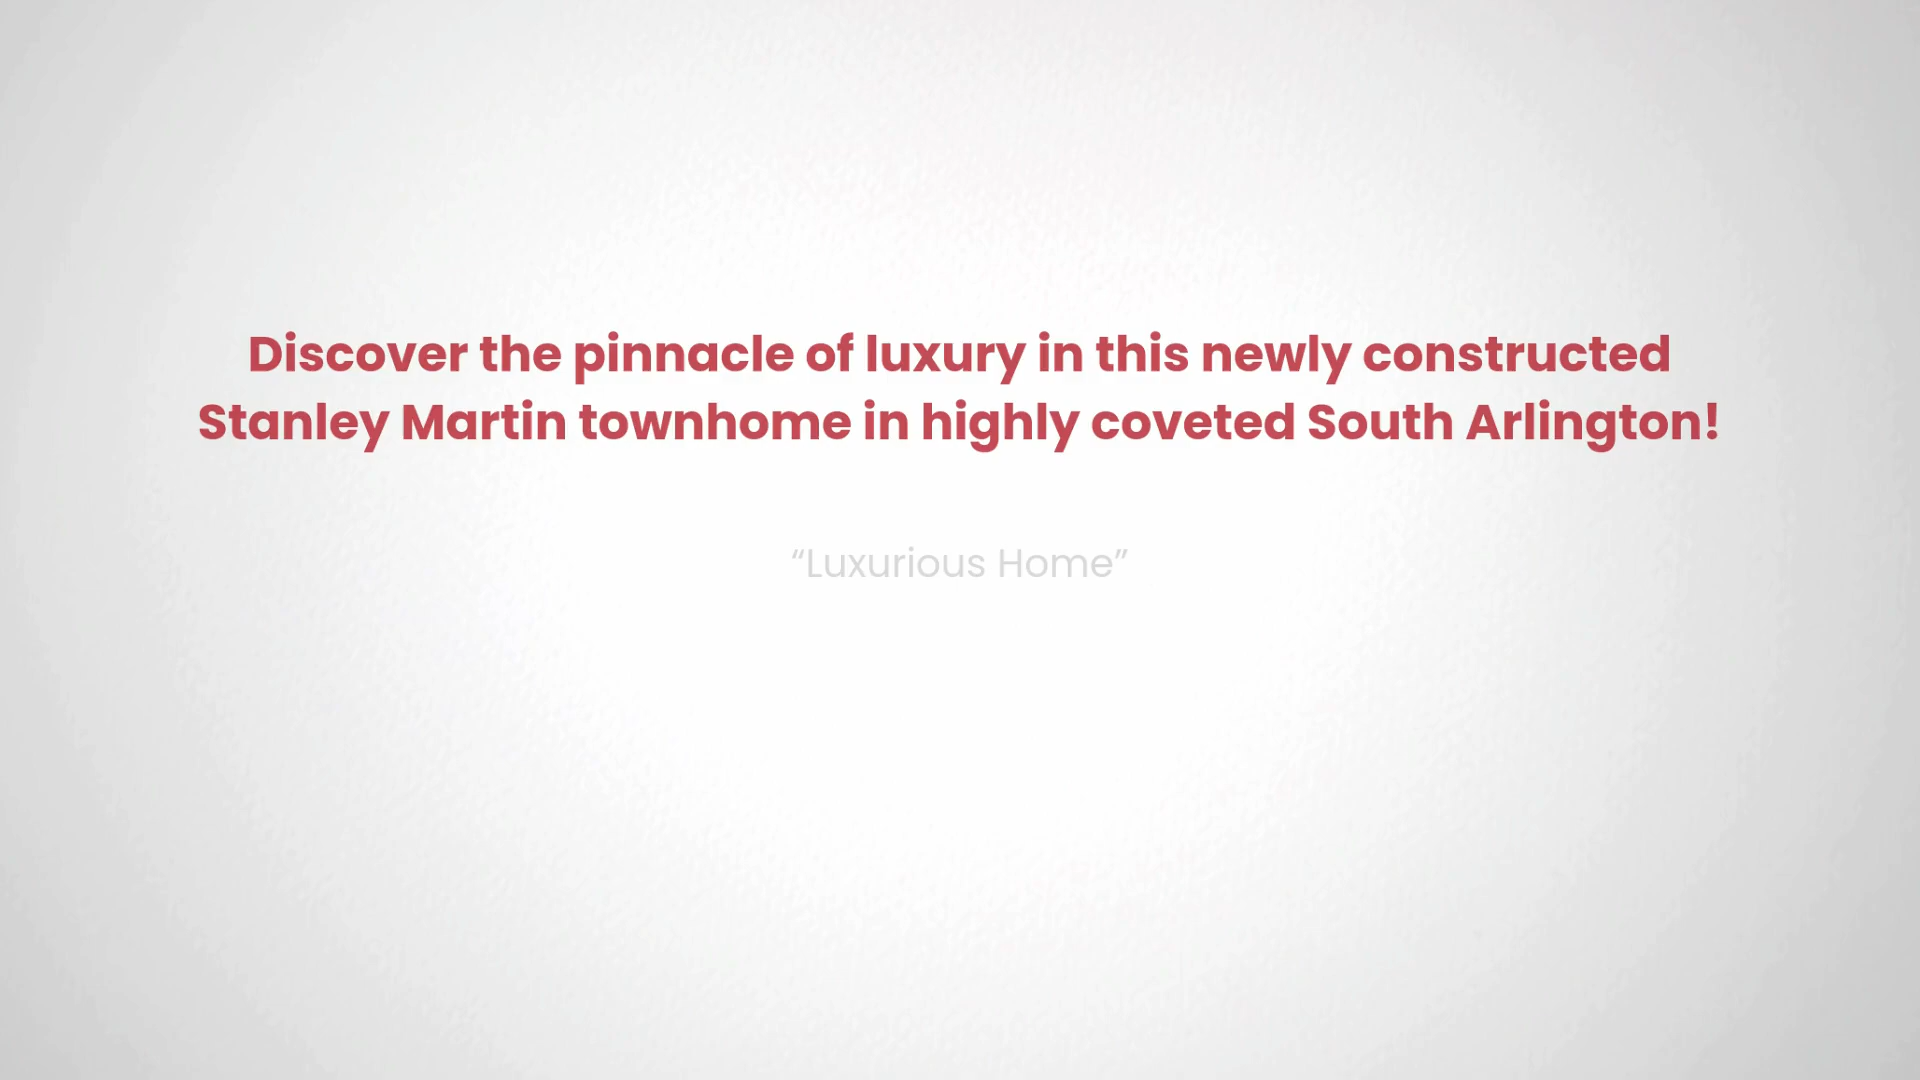 Discover the pinnacle of luxury in this newly constructed
Stanley Martin townhome in highly coveted South Arlington!
“Luxurious Home”